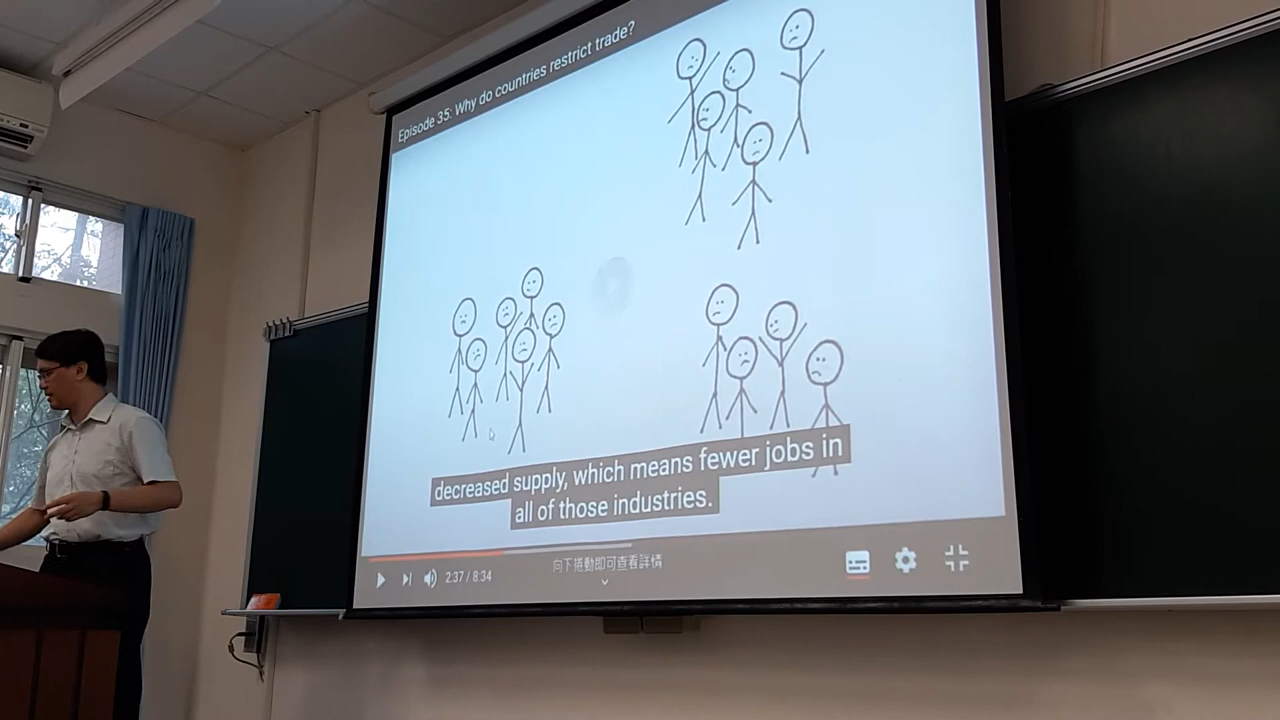 Episode 35: Why do countries restrict trade?
decreased supply, which means fewer jobs in
all of those industries.
2:37 / 8:34
向下捲動即可查看詳情